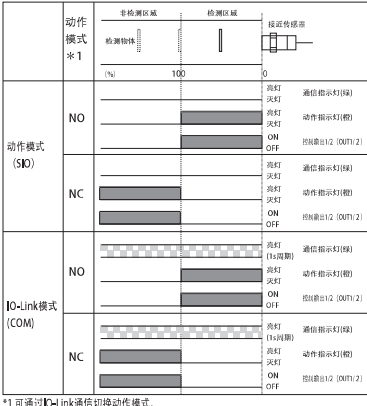 动作
模式
*1
非检测区域
检测区域
接近传感器
检测物体
(%)
100
0
动作模式
(SIO)
NO
亮灯
灭灯
通信指示灯(绿)
亮灯
灭灯
动作指示灯(橙)
ON
OFF
控制输出1/2 (OUT1/2)
NC
亮灯
灭灯
通信指示灯(绿)
亮灯
灭灯
动作指示灯(橙)
ON
OFF
控制输出1/2 (OUT1/2)
IO-Link模式
(COM)
NO
亮灯
(1s周期)
通信指示灯(绿)
亮灯
灭灯
动作指示灯(橙)
ON
OFF
控制输出1/2 (OUT1/2)
NC
亮灯
(1s周期)
通信指示灯(绿)
亮灯
灭灯
动作指示灯(橙)
ON
OFF
控制输出1/2 (OUT1/2)
*1 可通过IO-Link通信切换动作模式.